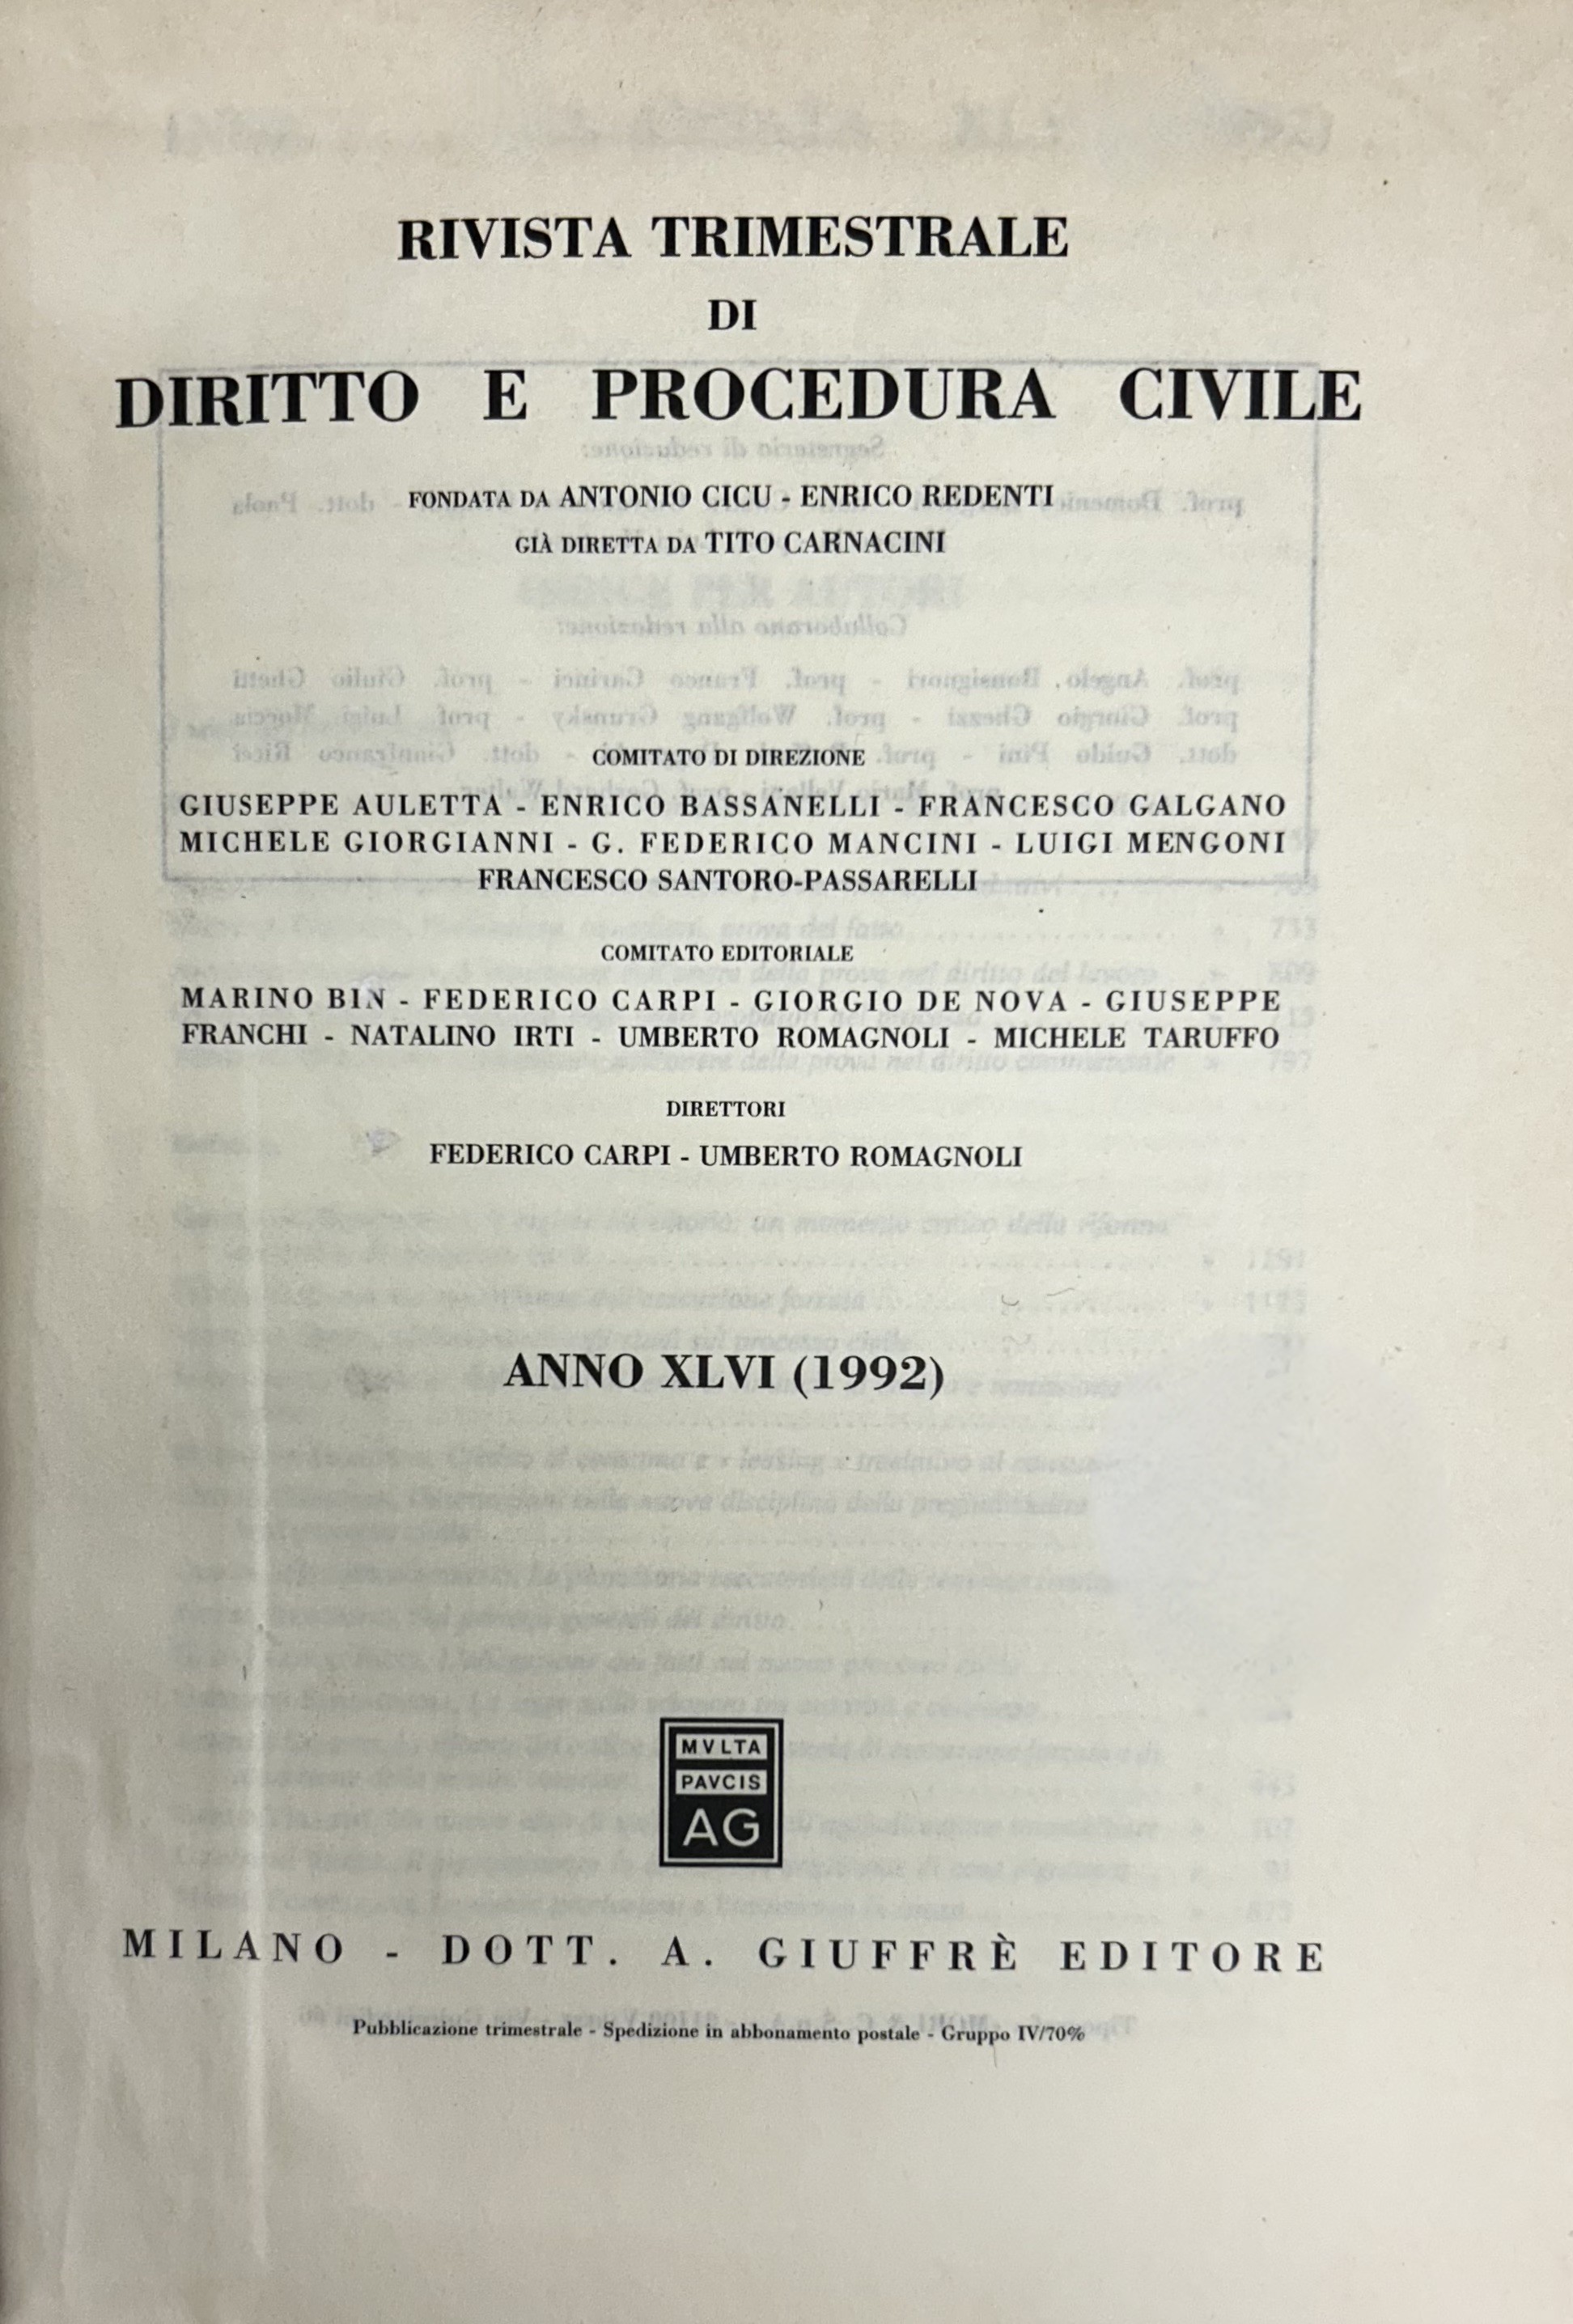 RIVISTA TRIMESTRALE
DI
DIRITTO E PROCEDURA CIVILE
FONDATA DA ANTONIO CICU - ENRICO REDENTI
GIÀ DIRETTA DA TITO CARNACINI
COMITATO DI DIREZIONE
GIUSEPPE AULETTA - ENRICO BASSANELLI - FRANCESCO GALGANO
MICHELE GIORGIANNI - G. FEDERICO MANCINI - LUIGI MENGONI
FRANCESCO SANTORO-PASSARELLI
COMITATO EDITORIALE
MARINO BIN - FEDERICO CARPI - GIORGIO DE NOVA - GIUSEPPE
FRANCHI - NATALINO IRTI - UMBERTO ROMAGNOLI - MICHELE TARUFFO
DIRETTORI
FEDERICO CARPI - UMBERTO ROMAGNOLI
ANNO XLVI (1992)
MVLTA
PAVCIS
AG
MILANO - DOTT. A. GIUFFRÈ EDITORE
Pubblicazione trimestrale - Spedizione in abbonamento postale - Gruppo IV/70%